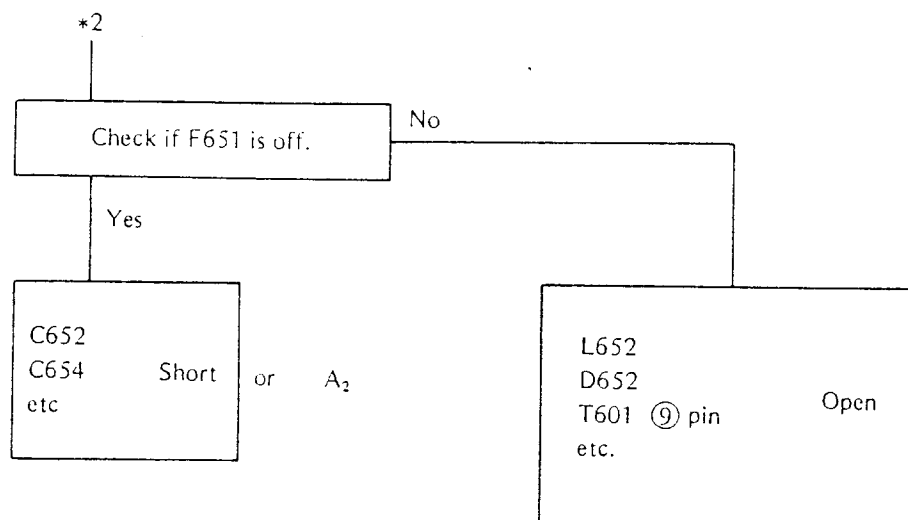 *2
Check if F651 is off.
No
Yes
C652
C654 Short or A₂
etc
L652
D652
T601 ⑨ pin Open
etc.